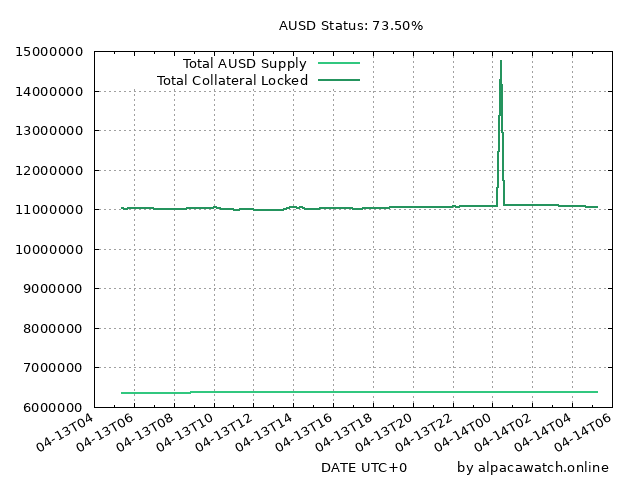 AUSD Status: 73.50%
15000000
14000000
13000000
12000000
11000000
10000000
9000000
8000000
7000000
6000000
Total AUSD Supply
Total Collateral Locked
04-13T04 04-13T06 04-13T08 04-13T10 04-13T12 04-13T14 04-13T16 04-13T18 04-13T20 04-13T22 04-14T00 04-14T02 04-14T04 04-14T06
DATE UTC+0 by alpacawatch.online